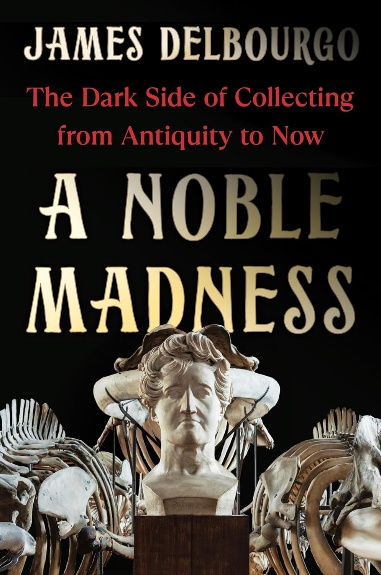 JAMES DELBOURGO
The Dark Side of Collecting
from Antiquity to Now
A NOBLE
MADNESS